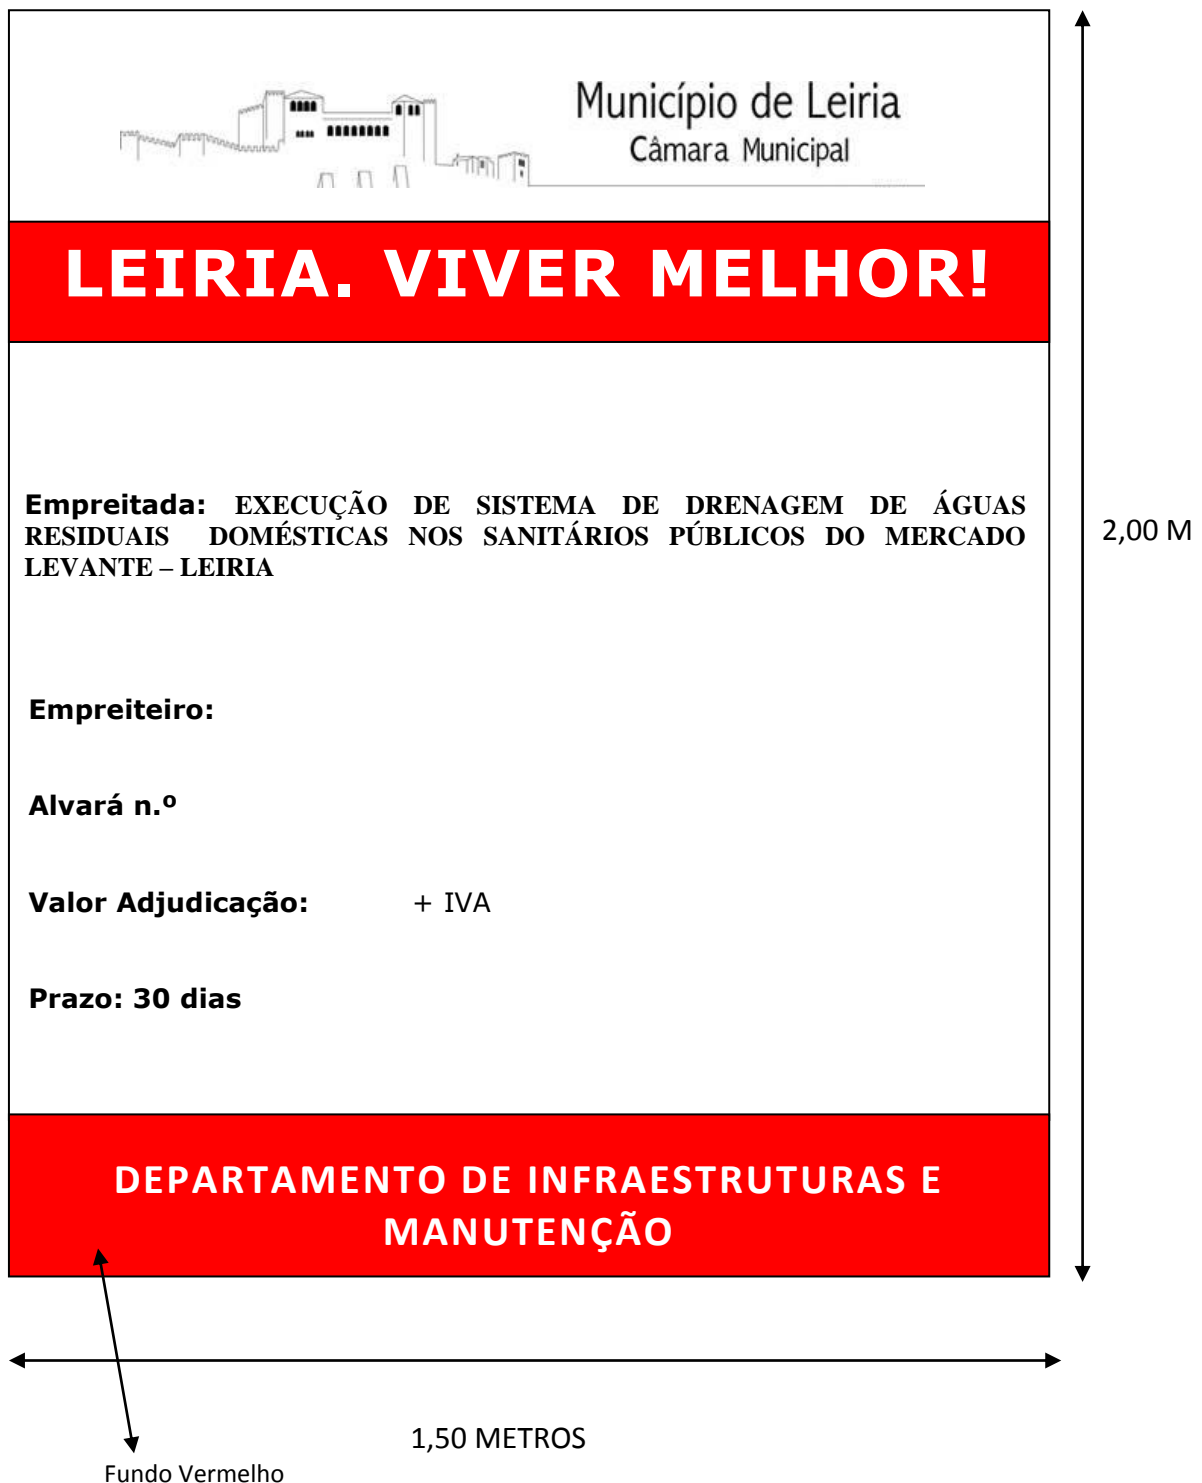 Município de Leiria
Câmara Municipal
LEIRIA. VIVER MELHOR!
Empreitada: EXECUÇÃO DE SISTEMA DE DRENAGEM DE ÁGUAS
RESIDUAIS DOMÉSTICAS NOS SANITÁRIOS PÚBLICOS DO MERCADO
LEVANTE – LEIRIA
2,00 M
Empreiteiro:
Alvará n.º
Valor Adjudicação: + IVA
Prazo: 30 dias
DEPARTAMENTO DE INFRAESTRUTURAS E
MANUTENÇÃO
1,50 METROS
Fundo Vermelho